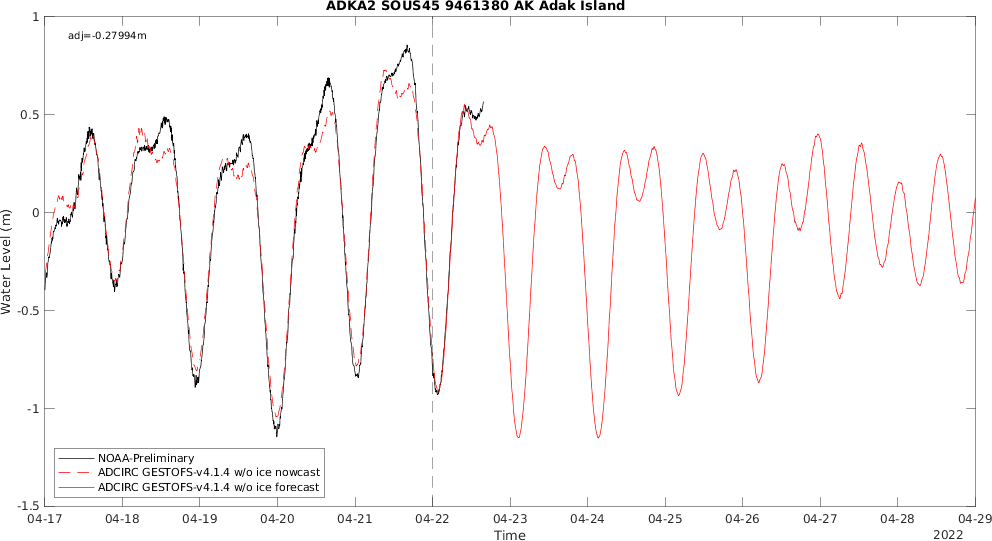 ADKA2 SOUS45 9461380 AK Adak Island
adj=-0.27994m
1
0.5
0
-0.5
-1
-1.5
Water Level (m)
NOAA-Preliminary
ADCIRC GESTOFS-v4.1.4 w/o ice nowcast
ADCIRC GESTOFS-v4.1.4 w/o ice forecast
04-17 04-18 04-19 04-20 04-21 04-22 04-23 04-24 04-25 04-26 04-27 04-28 04-29
Time
2022